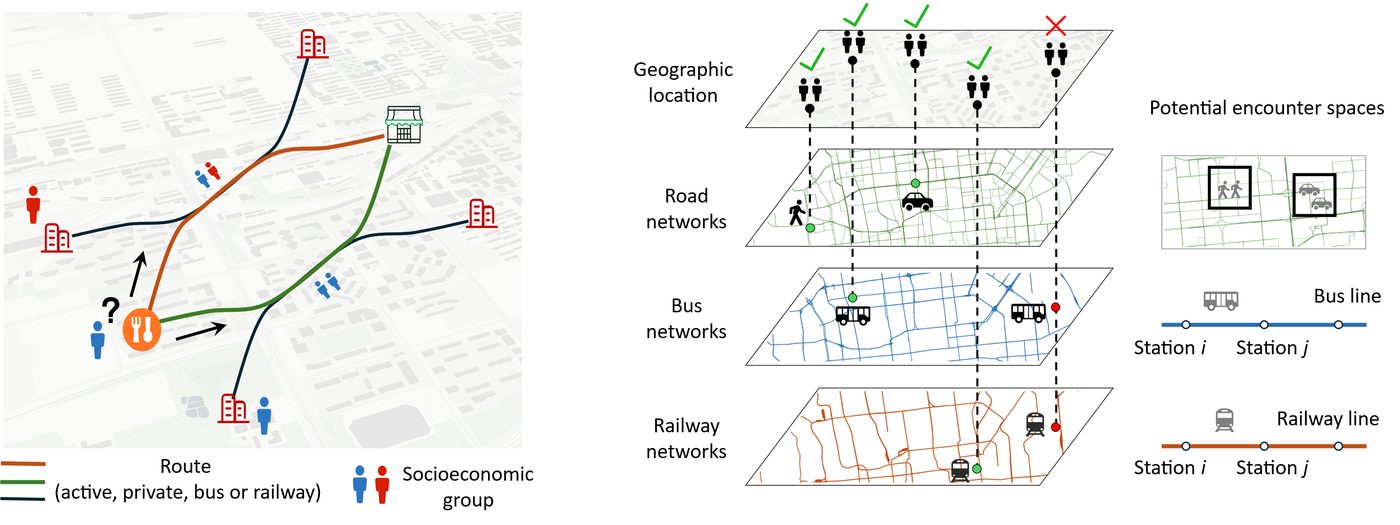 ?
Route
(active, private, bus or railway)
Socioeconomic
group
Geographic
location
Road
networks
Bus
networks
Railway
networks
Potential encounter spaces
Bus line
Station i
Station j
Railway line
Station i
Station j